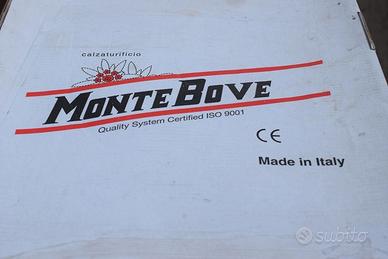 calzaturificio
MONTEBOVE
Quality System Certified ISO 9001
CE
Made in Italy
subito